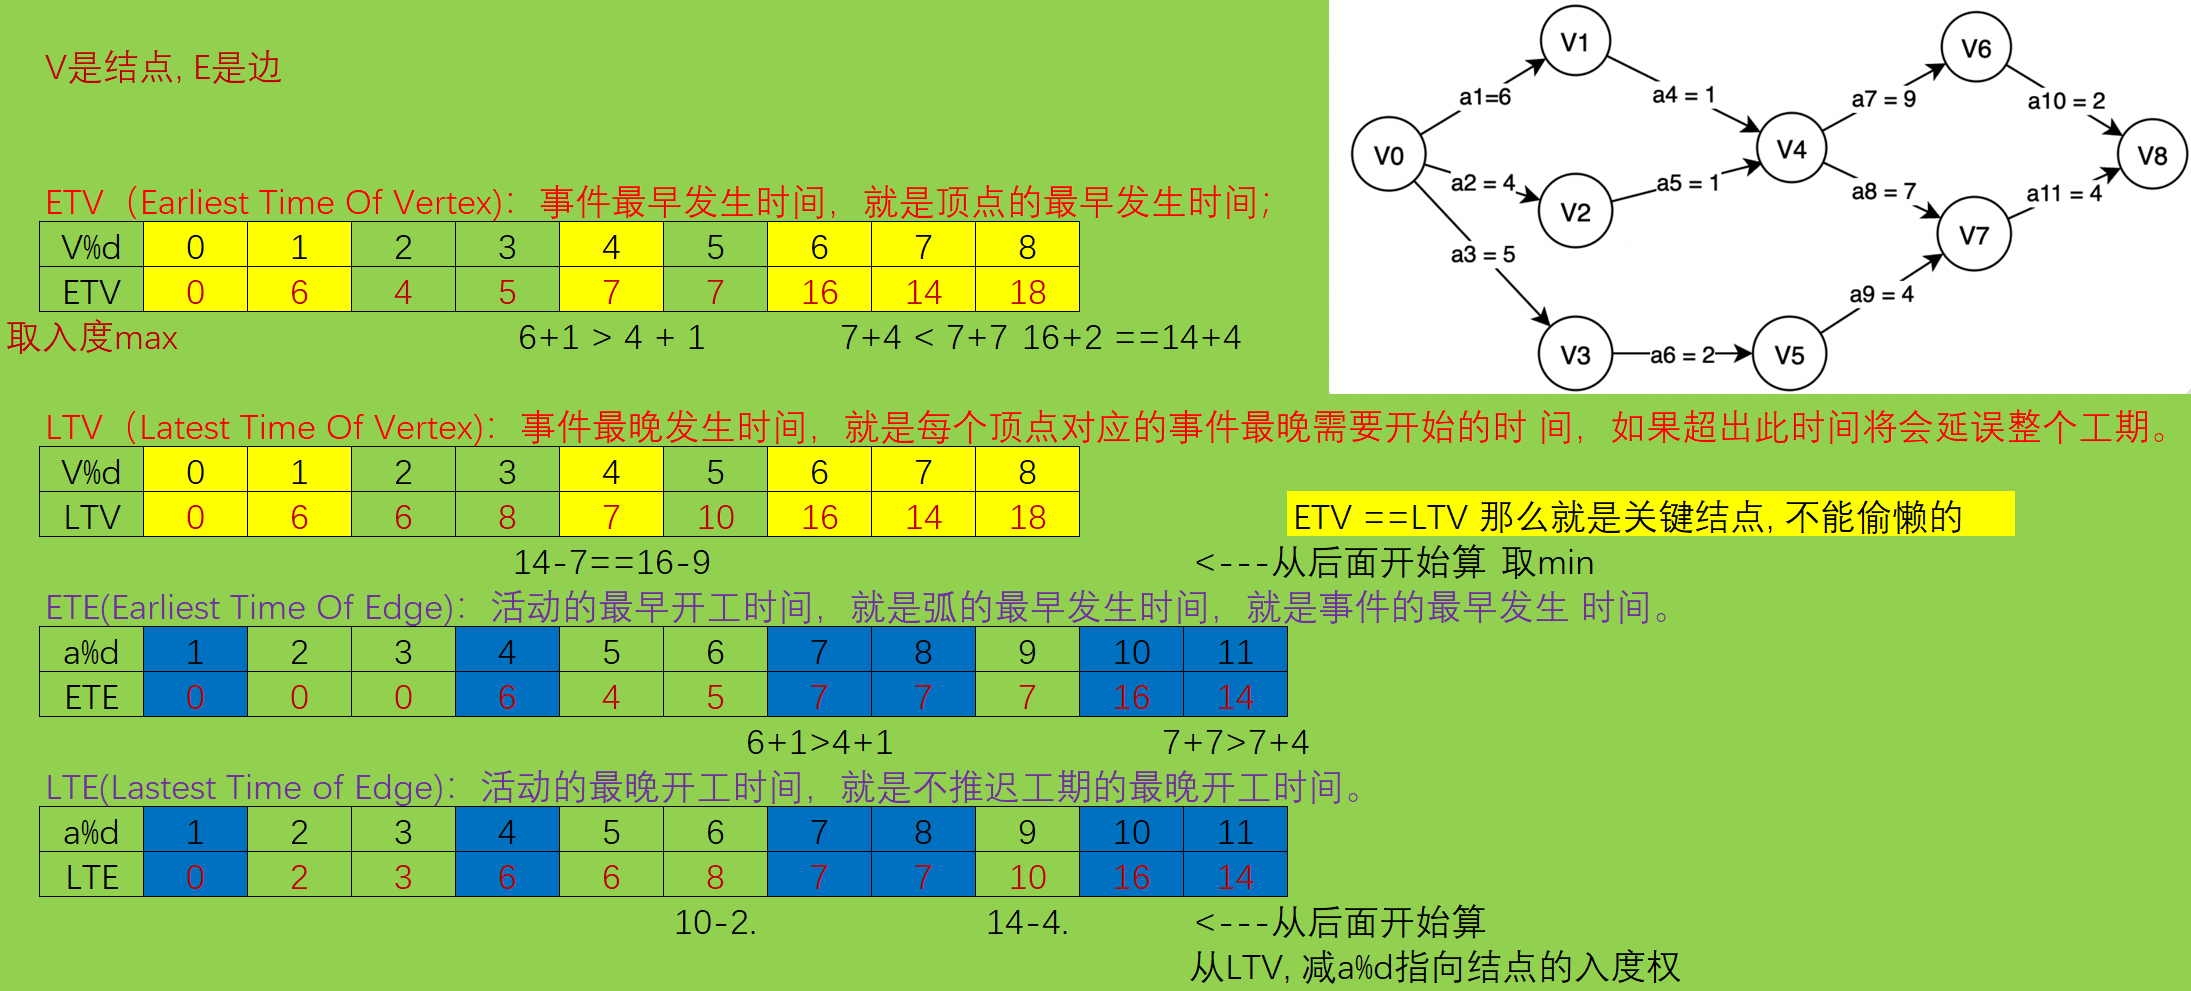 V是结点, E是边
ETV（Earliest Time Of Vertex)：事件最早发生时间，就是顶点的最早发生时间；
V%d 0 1 2 3 4 5 6 7 8
ETV 0 6 4 5 7 7 16 14 18
取入度max 6+1 > 4 + 1 7+4 < 7+7 16+2 ==14+4
V0 V1 V2 V3 V4 V5 V6 V7 V8
a1=6
a2 = 4
a3 = 5
a4 = 1
a5 = 1
a6 = 2
a7 = 9
a8 = 7
a9 = 4
a10 = 2
a11 = 4
LTV（Latest Time Of Vertex)：事件最晚发生时间，就是每个顶点对应的事件最晚需要开始的时 间，如果超出此时间将会延误整个工期。
V%d 0 1 2 3 4 5 6 7 8
LTV 0 6 6 8 7 10 16 14 18
ETV ==LTV 那么就是关键结点, 不能偷懒的
14-7==16-9 <---从后面开始算 取min
ETE(Earliest Time Of Edge)：活动的最早开工时间，就是弧的最早发生时间，就是事件的最早发生 时间。
a%d 1 2 3 4 5 6 7 8 9 10 11
ETE 0 0 0 6 4 5 7 7 7 16 14
6+1>4+1 7+7>7+4
LTE(Lastest Time of Edge)：活动的最晚开工时间，就是不推迟工期的最晚开工时间。
a%d 1 2 3 4 5 6 7 8 9 10 11
LTE 0 2 3 6 6 8 7 7 10 16 14
10-2. 14-4. <---从后面开始算
从LTV, 减a%d指向结点的入度权